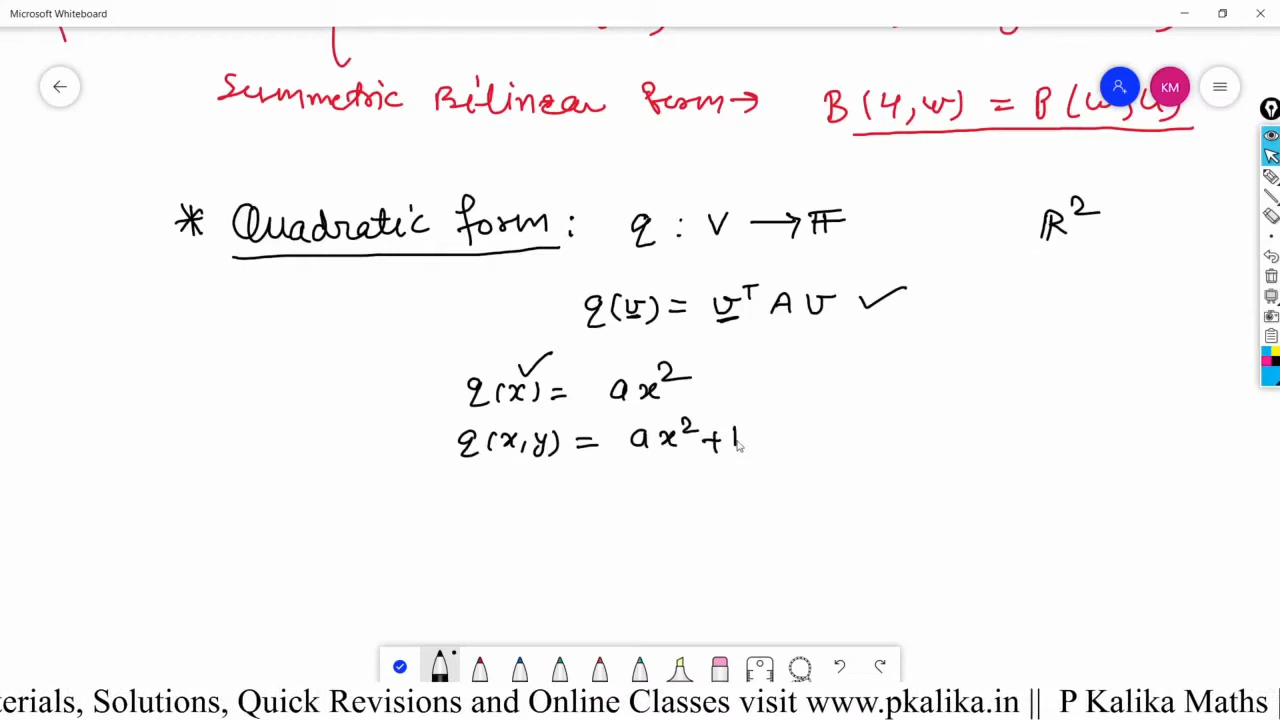 Microsoft Whiteboard
Symmetric Bilinear form → B(u,v) = B(v,u)
KM
* Quadratic form: q : V → F R²
q(v) = vᵀ A v ✓
q(x) = ax²
q(x,y) = ax² + 
terials, Solutions, Quick Revisions and Online Classes visit www.pkalika.in || P Kalika Maths |